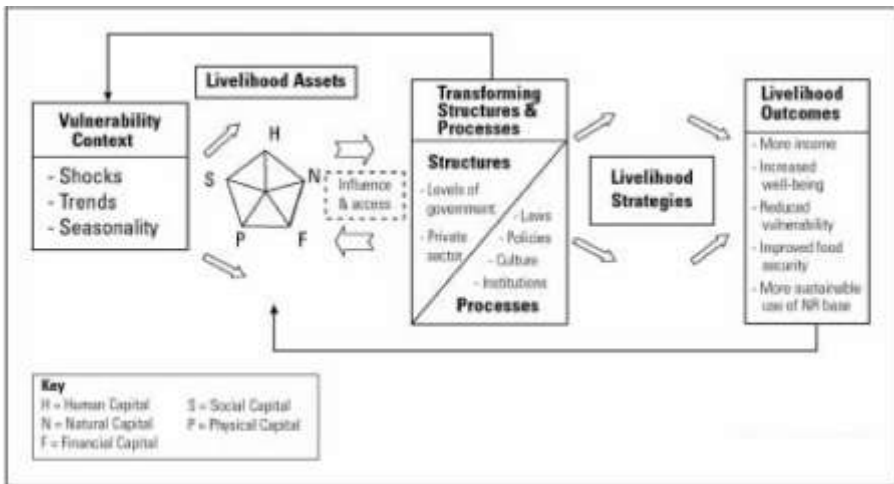 Livelihood Assets
Vulnerability
Context
- Shocks
- Trends
- Seasonality
H
S
N
P
F
Influence
& access
Transforming
Structures &
Processes
Structures
- Levels of
government
- Private
sector
- Laws
- Policies
- Culture
- Institutions
Processes
Livelihood
Strategies
Livelihood
Outcomes
- More income
- Increased
well-being
- Reduced
vulnerability
- Improved food
security
- More sustainable
use of NR base
Key
H = Human Capital
S = Social Capital
N = Natural Capital
P = Physical Capital
F = Financial Capital